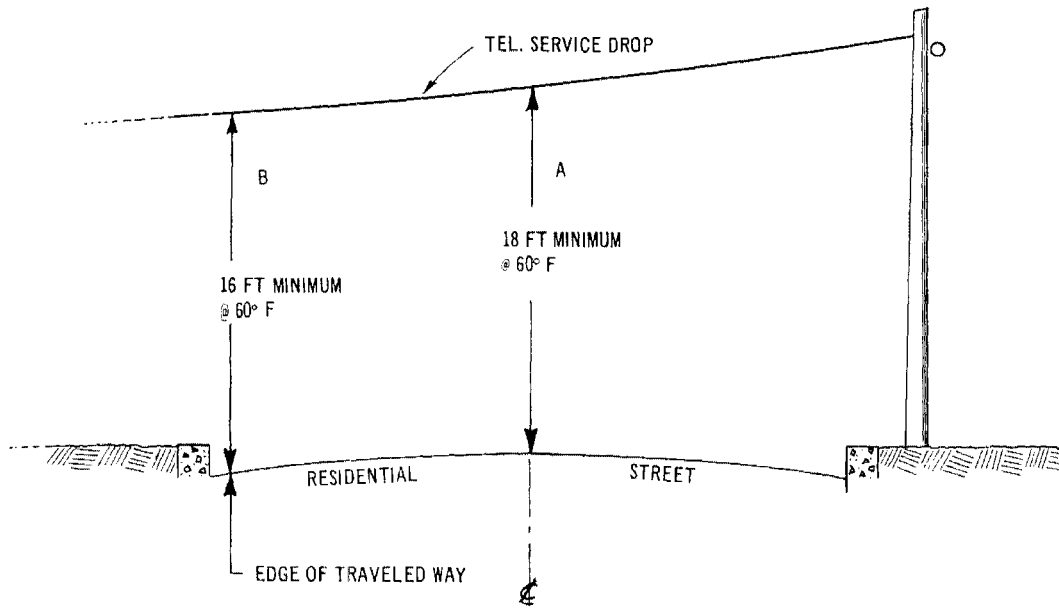 TEL. SERVICE DROP
B
A
18 FT MINIMUM
@ 60° F
16 FT MINIMUM
@ 60° F
RESIDENTIAL STREET
EDGE OF TRAVELED WAY
℄